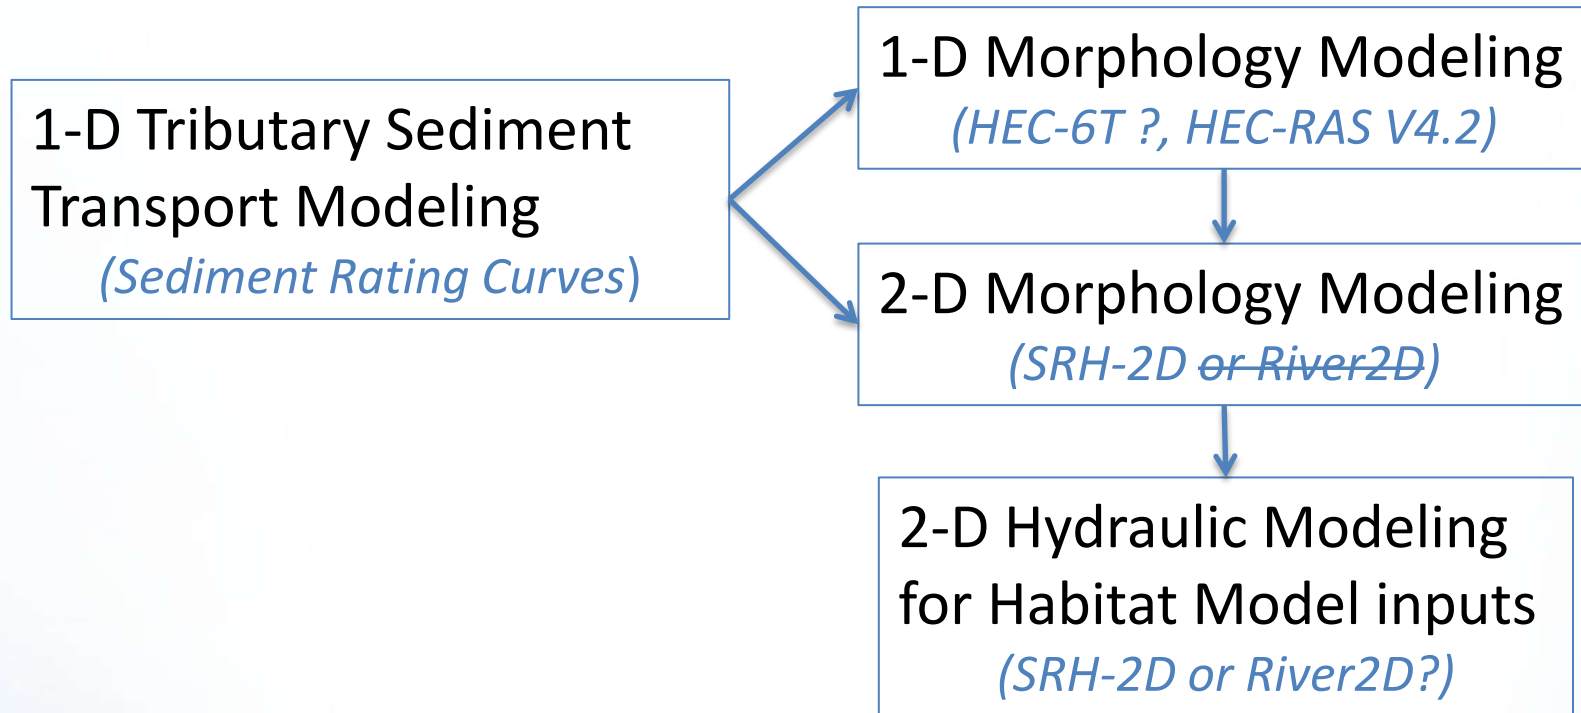 1-D Tributary Sediment
Transport Modeling
(Sediment Rating Curves)
1-D Morphology Modeling
(HEC-6T ?, HEC-RAS V4.2)
2-D Morphology Modeling
(SRH-2D or River2D)
2-D Hydraulic Modeling
for Habitat Model inputs
(SRH-2D or River2D?)